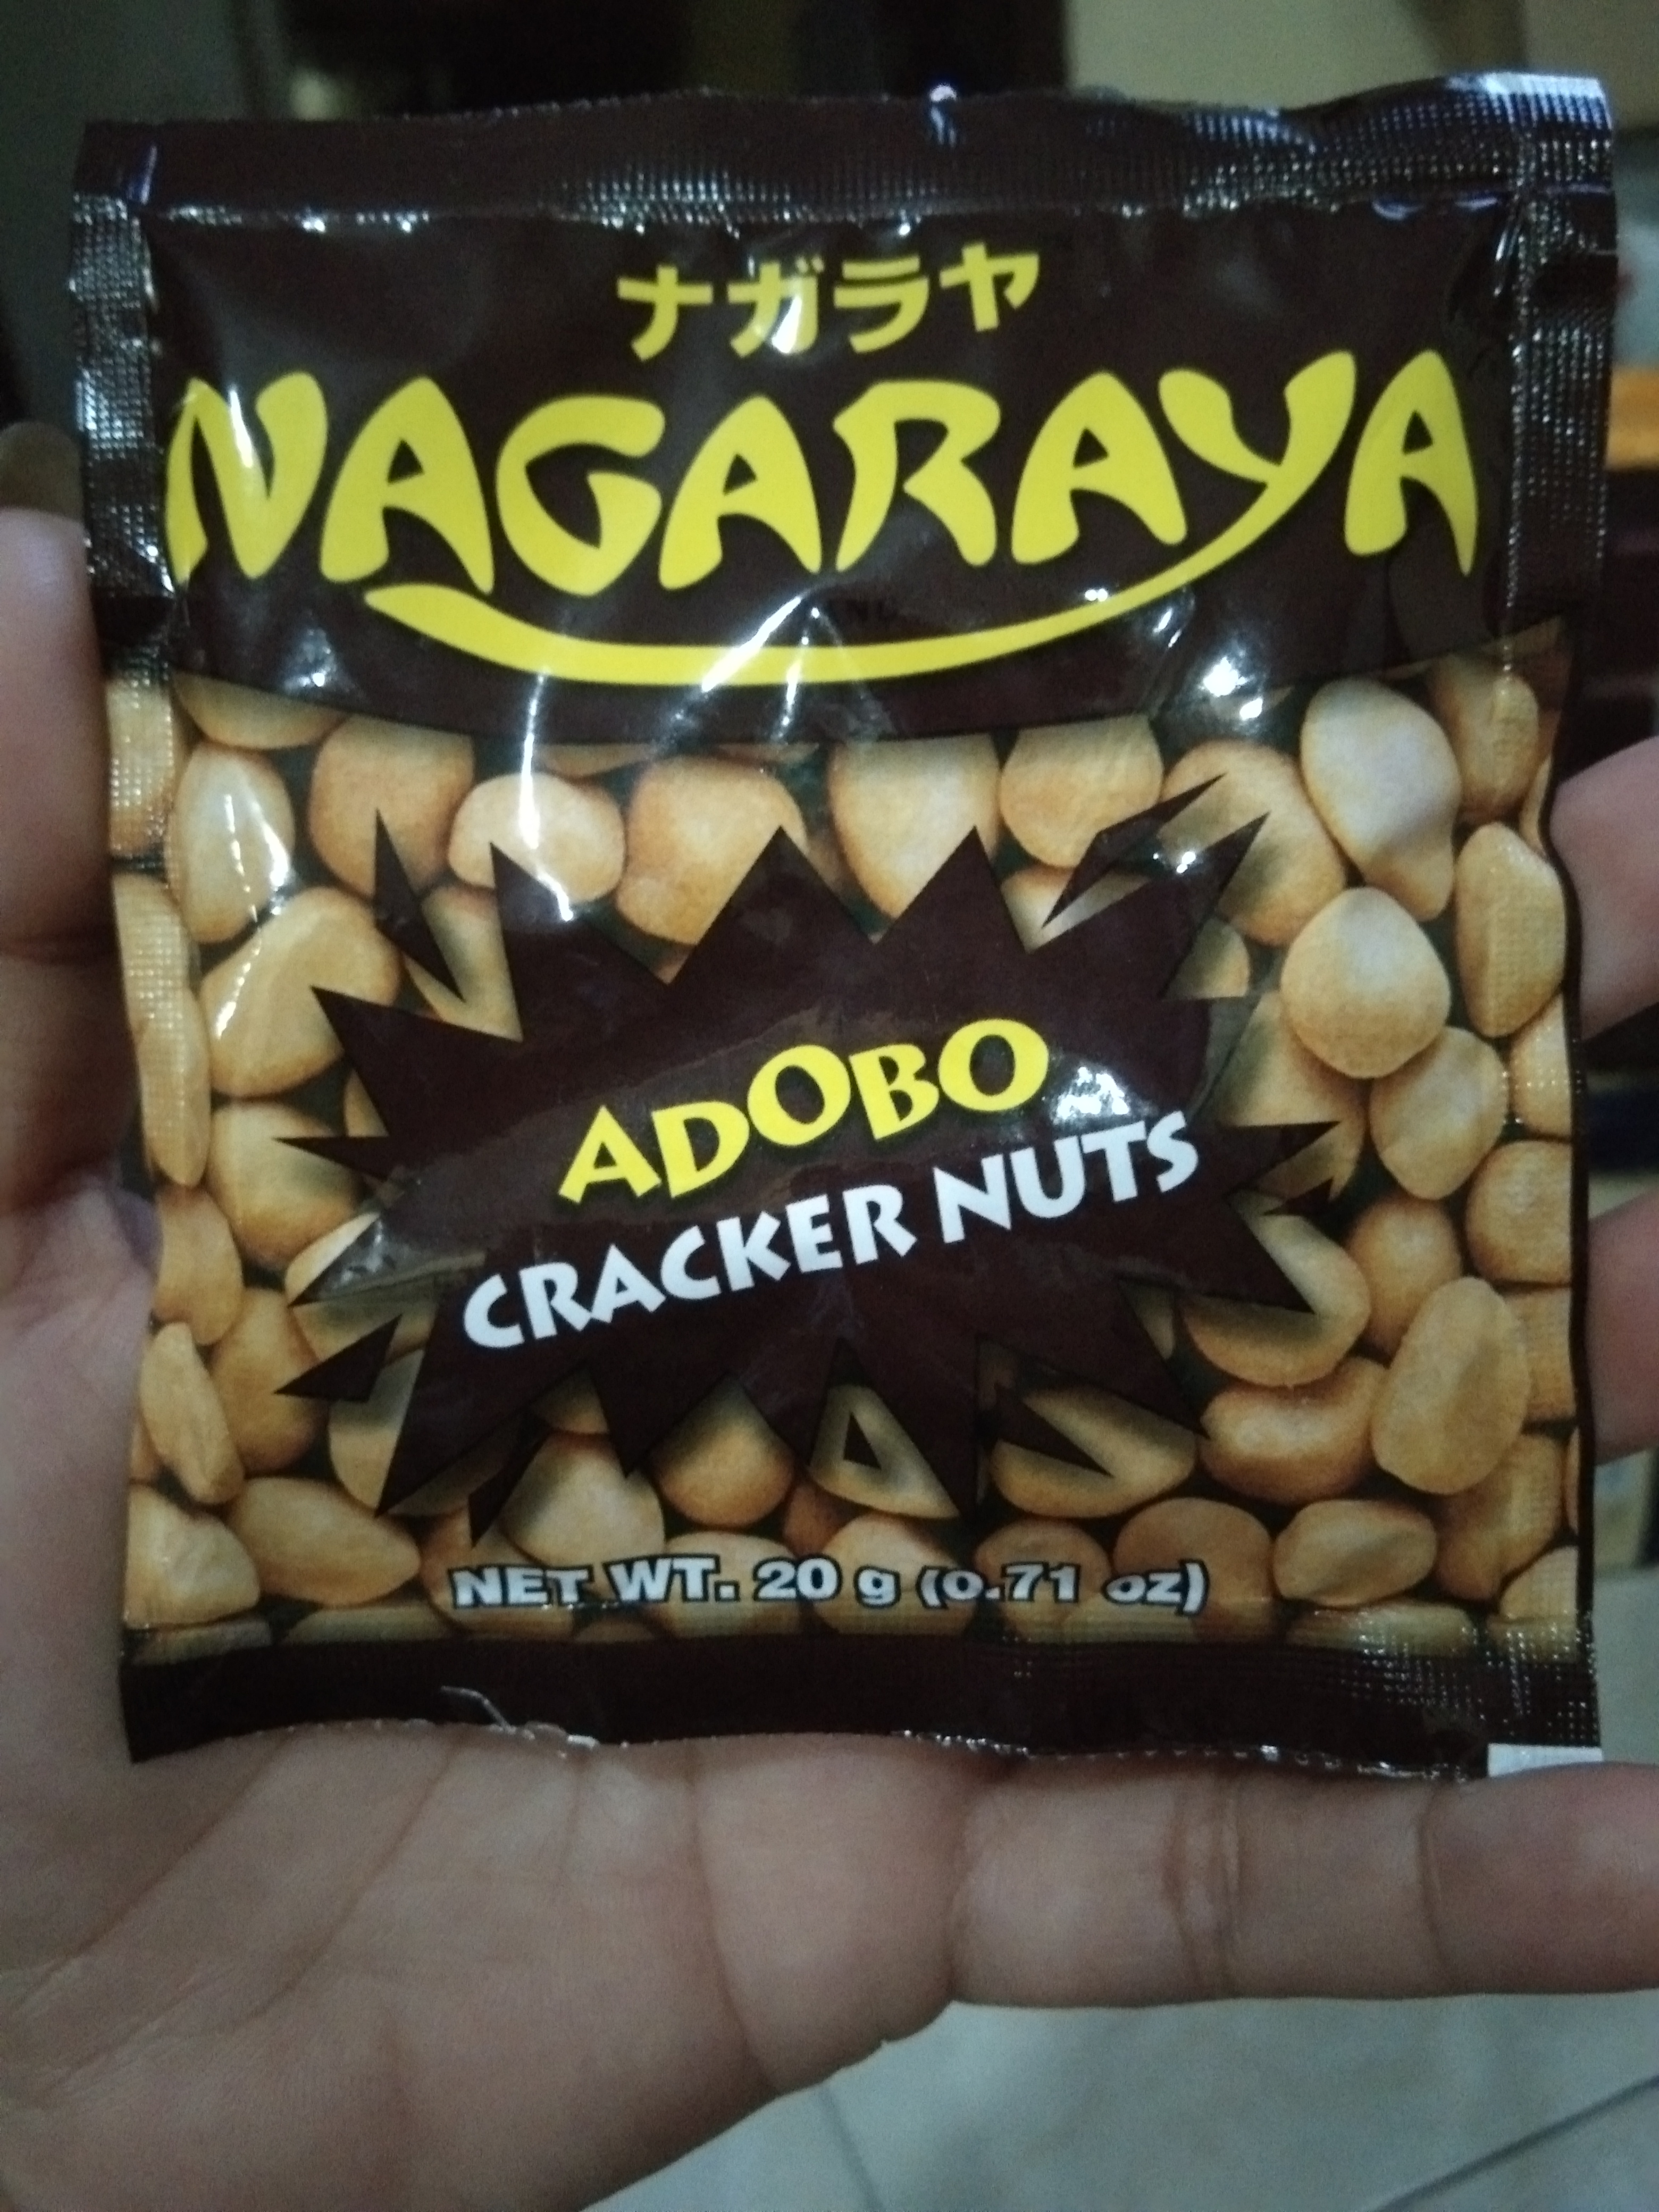 ナガラヤ
NAGARAYA
ADOBO
CRACKER NUTS
NET WT. 20 g (0.71 oz)